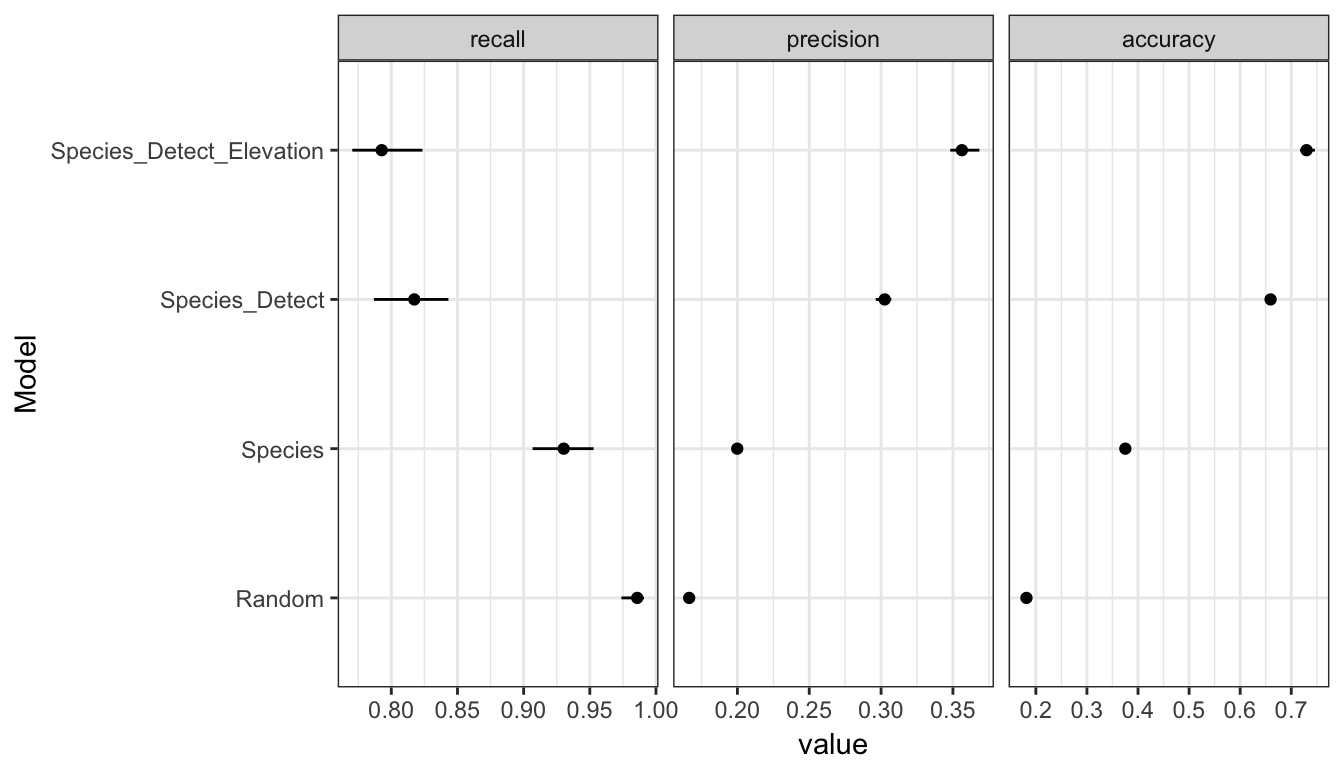 recall
precision
accuracy
Species_Detect_Elevation
Species_Detect
Species
Random
Model
0.80 0.85 0.90 0.95 1.00
0.20 0.25 0.30 0.35
0.2 0.3 0.4 0.5 0.6 0.7
value